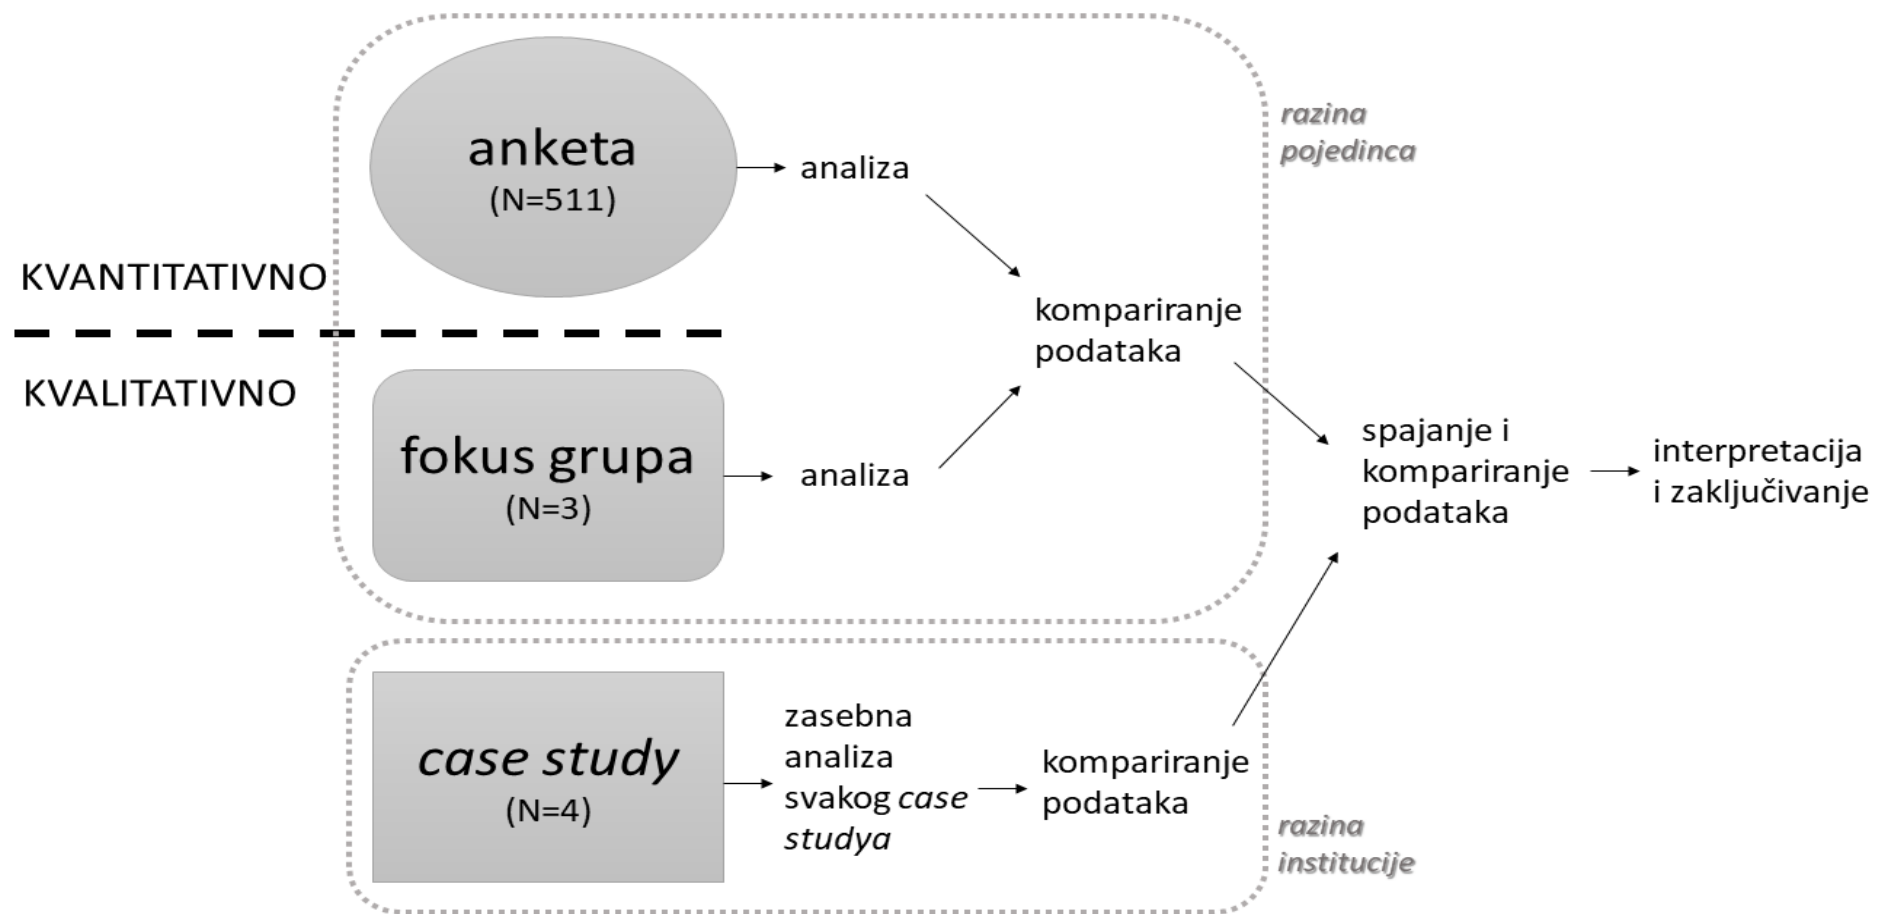 anketa
(N=511)
analiza
razina
pojedinca
KVANTITATIVNO
KVALITATIVNO
kompariranje
podataka
fokus grupa
(N=3)
analiza
spajanje i
kompariranje
podataka
interpretacija
i zaključivanje
case study
(N=4)
zasebna
analiza
svakog case
studya
kompariranje
podataka
razina
institucije